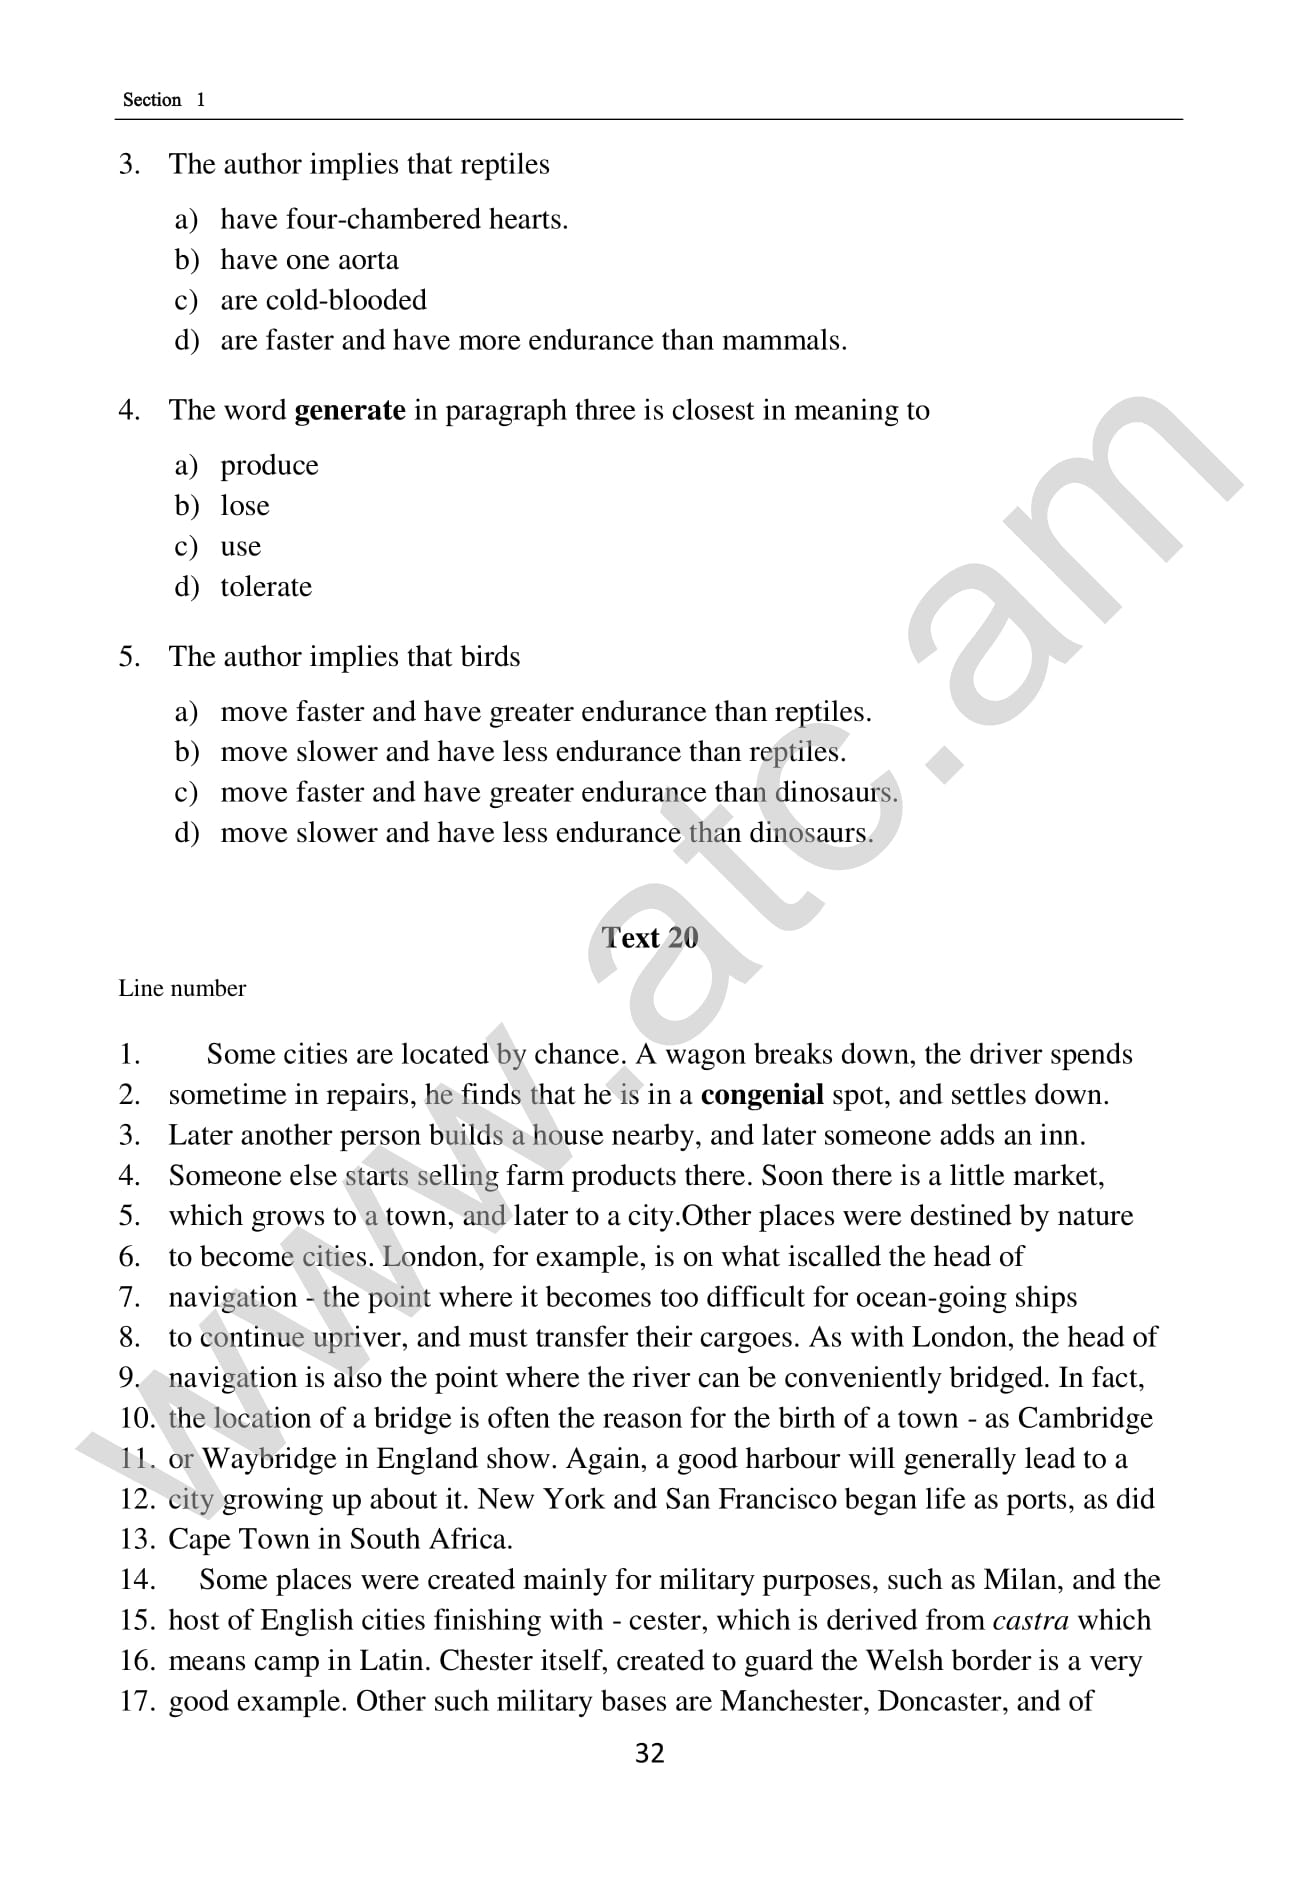 Section 1
3. The author implies that reptiles
a) have four-chambered hearts.
b) have one aorta
c) are cold-blooded
d) are faster and have more endurance than mammals.
4. The word generate in paragraph three is closest in meaning to
a) produce
b) lose
c) use
d) tolerate
5. The author implies that birds
a) move faster and have greater endurance than reptiles.
b) move slower and have less endurance than reptiles.
c) move faster and have greater endurance than dinosaurs.
d) move slower and have less endurance than dinosaurs.
Text 20
Line number
1. Some cities are located by chance. A wagon breaks down, the driver spends
2. sometime in repairs, he finds that he is in a congenial spot, and settles down.
3. Later another person builds a house nearby, and later someone adds an inn.
4. Someone else starts selling farm products there. Soon there is a little market,
5. which grows to a town, and later to a city.Other places were destined by nature
6. to become cities. London, for example, is on what iscalled the head of
7. navigation - the point where it becomes too difficult for ocean-going ships
8. to continue upriver, and must transfer their cargoes. As with London, the head of
9. navigation is also the point where the river can be conveniently bridged. In fact,
10. the location of a bridge is often the reason for the birth of a town - as Cambridge
11. or Waybridge in England show. Again, a good harbour will generally lead to a
12. city growing up about it. New York and San Francisco began life as ports, as did
13. Cape Town in South Africa.
14. Some places were created mainly for military purposes, such as Milan, and the
15. host of English cities finishing with - cester, which is derived from castra which
16. means camp in Latin. Chester itself, created to guard the Welsh border is a very
17. good example. Other such military bases are Manchester, Doncaster, and of
32
www.atc.am